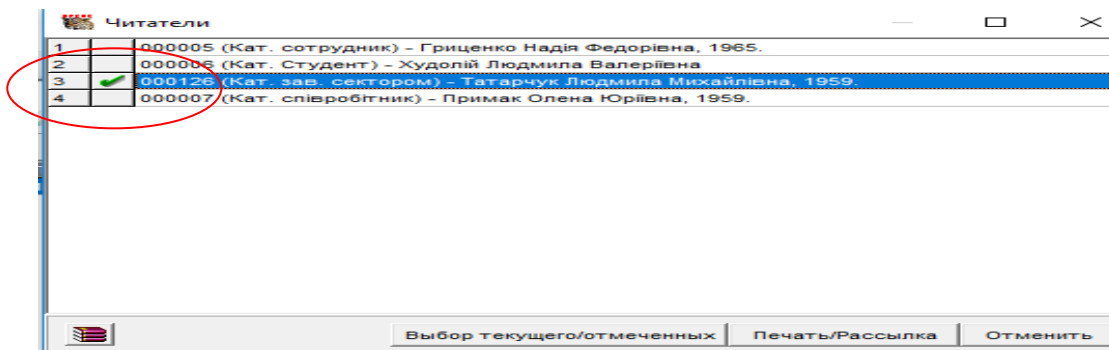 Читатели
1 000005 (Кат. сотрудник) - Гриценко Надія Федорівна, 1965.
2 000006 (Кат. Студент) - Худолій Людмила Валеріївна
3 000126 (Кат. зав. сектором) - Татарчук Людмила Михайлівна, 1959.
4 000007 (Кат. співробітник) - Примак Олена Юріївна, 1959.
Выбор текущего/отмеченных Печать/Рассылка Отменить